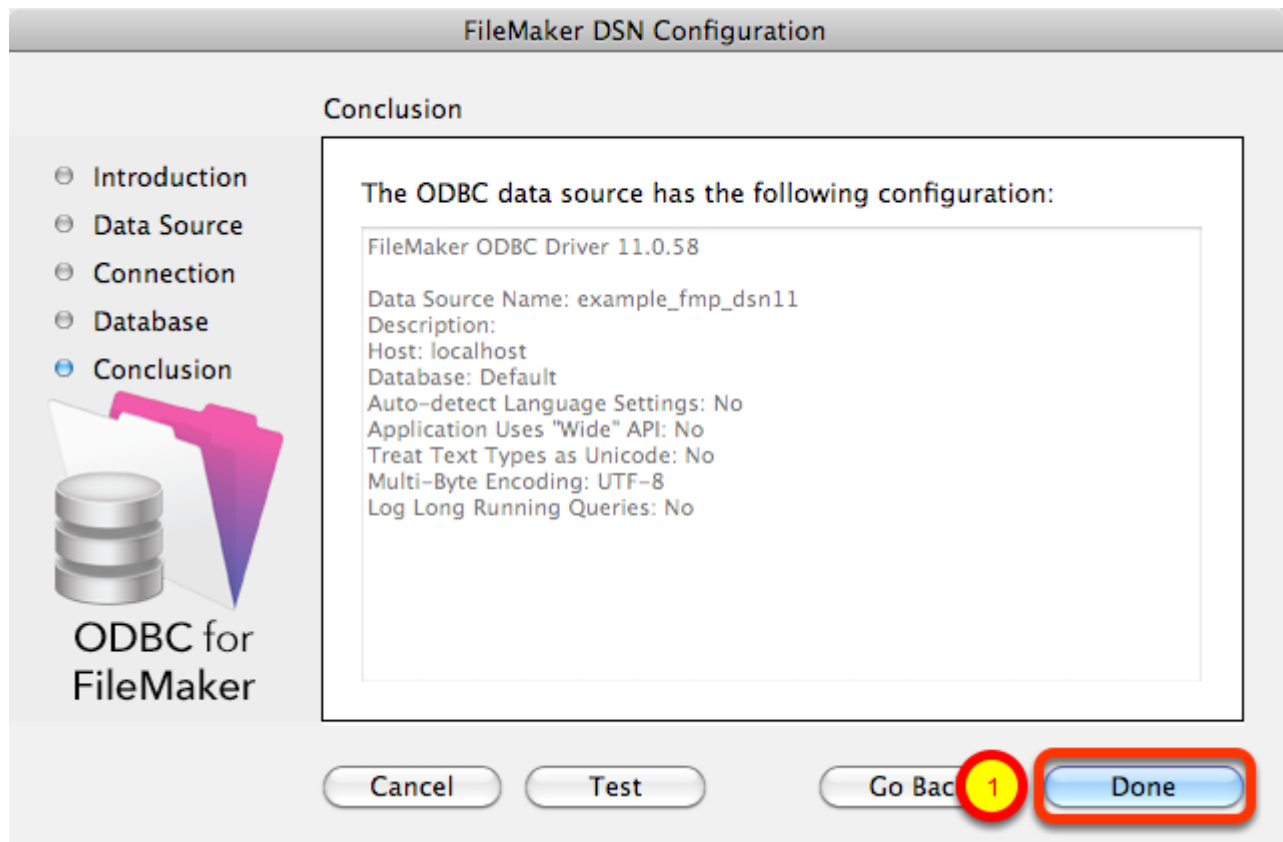 FileMaker DSN Configuration
Conclusion
Introduction
Data Source
Connection
Database
Conclusion
ODBC for
FileMaker
The ODBC data source has the following configuration:
FileMaker ODBC Driver 11.0.58
Data Source Name: example_fmp_dsn11
Description:
Host: localhost
Database: Default
Auto-detect Language Settings: No
Application Uses "Wide" API: No
Treat Text Types as Unicode: No
Multi-Byte Encoding: UTF-8
Log Long Running Queries: No
Cancel
Test
Go Bac
1
Done